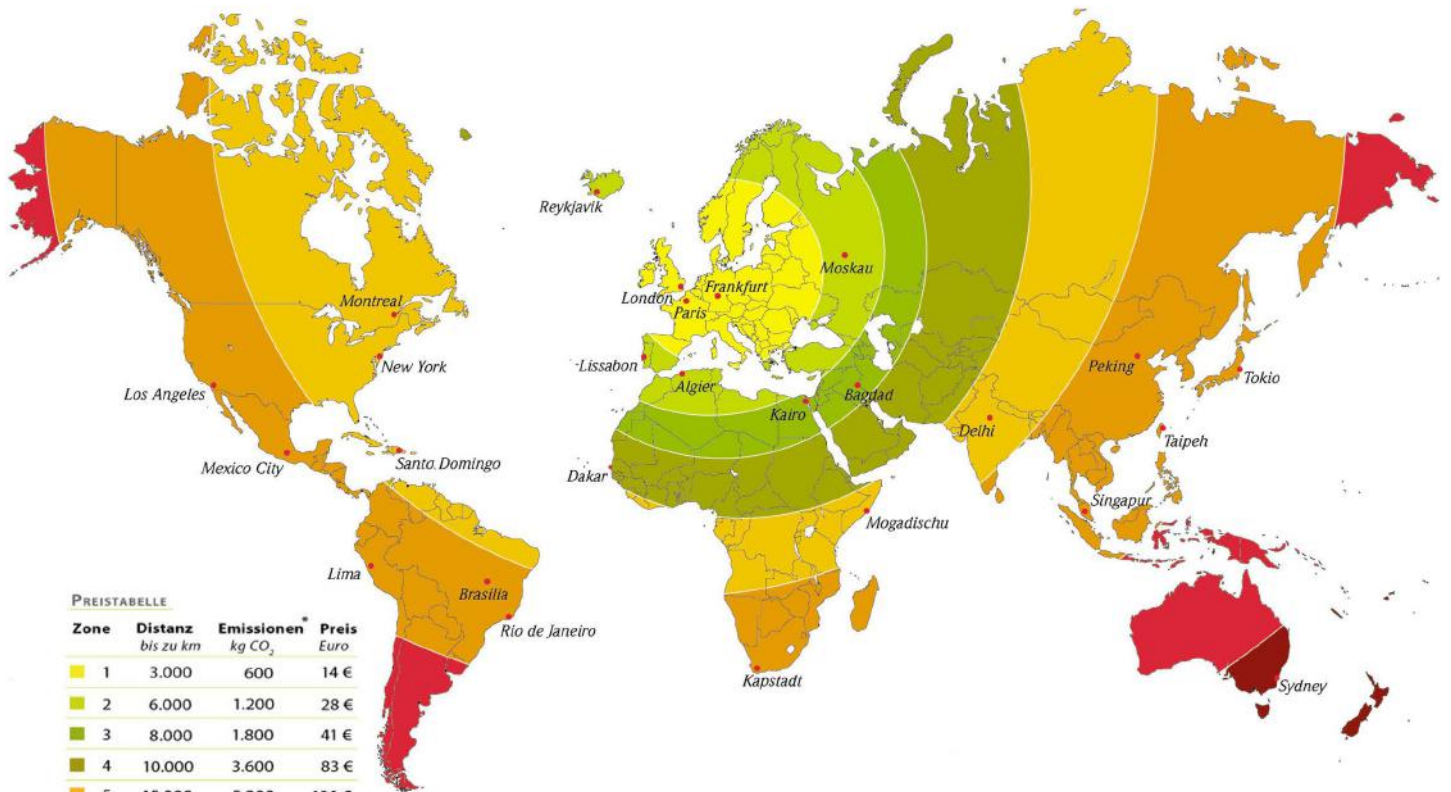 Reykjavik
Moskau
London
Frankfurt
Paris
Montreal
New York
Lissabon
Algier
Bagdad
Kairo
Los Angeles
Peking
Tokio
Delhi
Taipeh
Mexico City
Santo Domingo
Dakar
Singapur
Mogadischu
Lima
Brasilia
Rio de Janeiro
Kapstadt
Sydney
PREISTABELLE
Zone Distanz Emissionen* Preis
bis zu km kg CO2 Euro
1 3.000 600 14 €
2 6.000 1.200 28 €
3 8.000 1.800 41 €
4 10.000 3.600 83 €